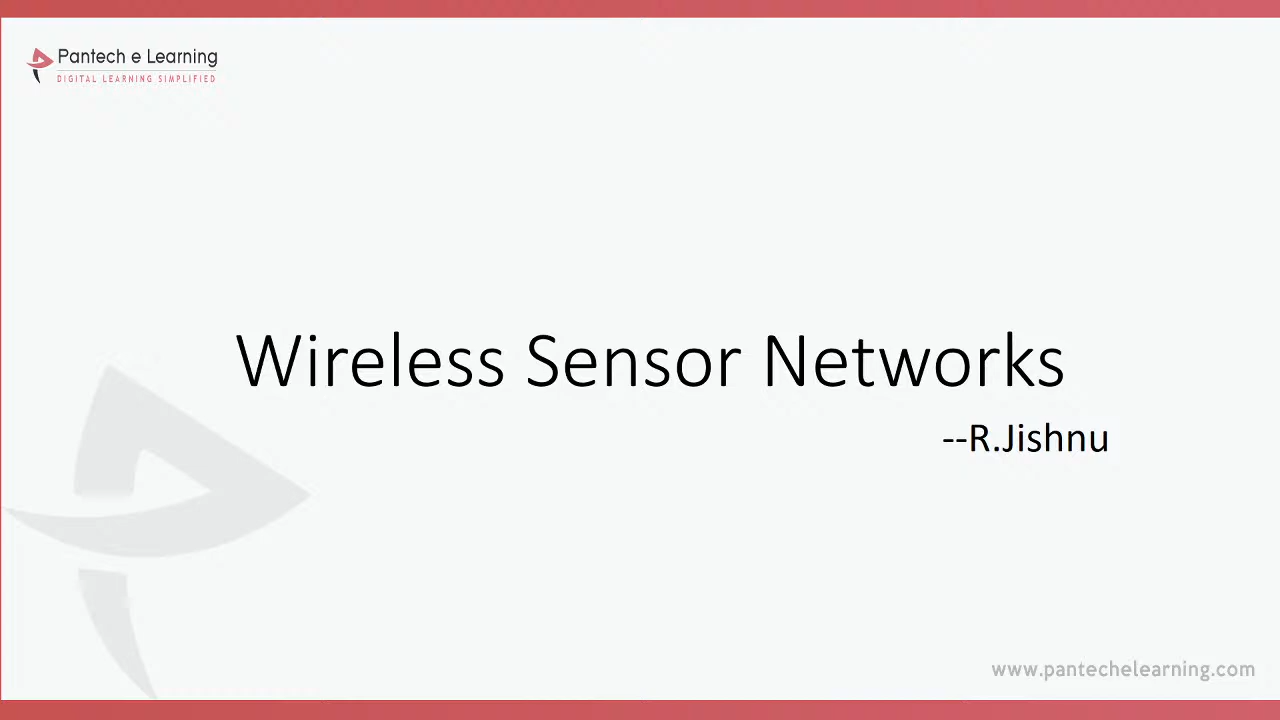 Pantech e Learning
DIGITAL LEARNING SIMPLIFIED
Wireless Sensor Networks
--R.Jishnu
www.pantechelearning.com